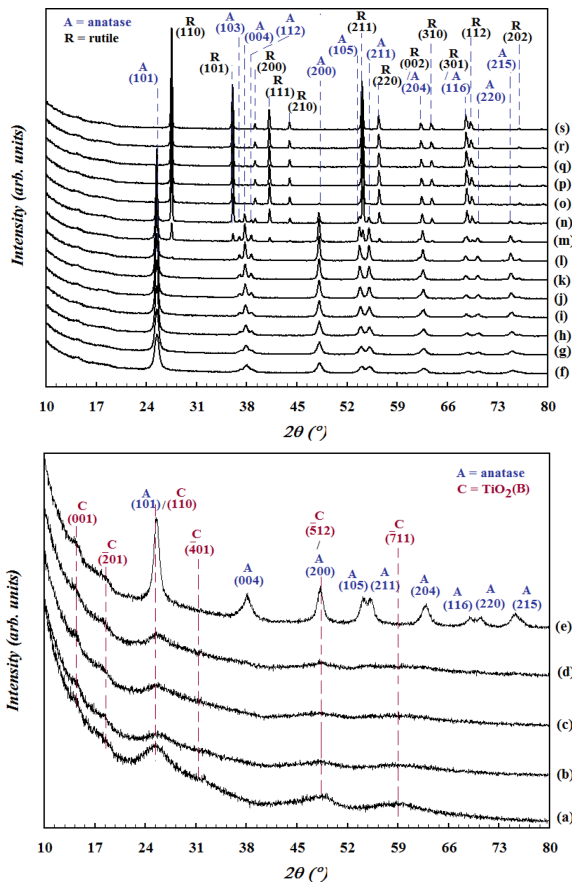 A = anatase
R = rutile
A
(101)
R
(110)
R
(101)
A
(103)
A
(004)
A
(112)
R
(200)
R
(111)
R
(210)
A
(200)
A
(105)
R
(211)
A
(211)
R
(220)
R
(002)
/A
(204)
R
(310)
R
(301)
/A
(116)
R
(112)
A
(220)
A
(215)
R
(202)
Intensity (arb. units)
(s)
(r)
(q)
(p)
(o)
(n)
(m)
(l)
(k)
(j)
(i)
(h)
(g)
(f)
10 17 24 31 38 45 52 59 66 73 80
2θ (°)
A = anatase
C = TiO2(B)
C
(001)
C
(2̄01)
A C
(101)/(110)
C
(4̄01)
C
(5̄12)
/
A
(200)
C
(7̄11)
A
(004)
A
(105)
A
(211)
A
(204)
A
(116)
A
(220)
A
(215)
Intensity (arb. units)
(e)
(d)
(c)
(b)
(a)
10 17 24 31 38 45 52 59 66 73 80
2θ (°)